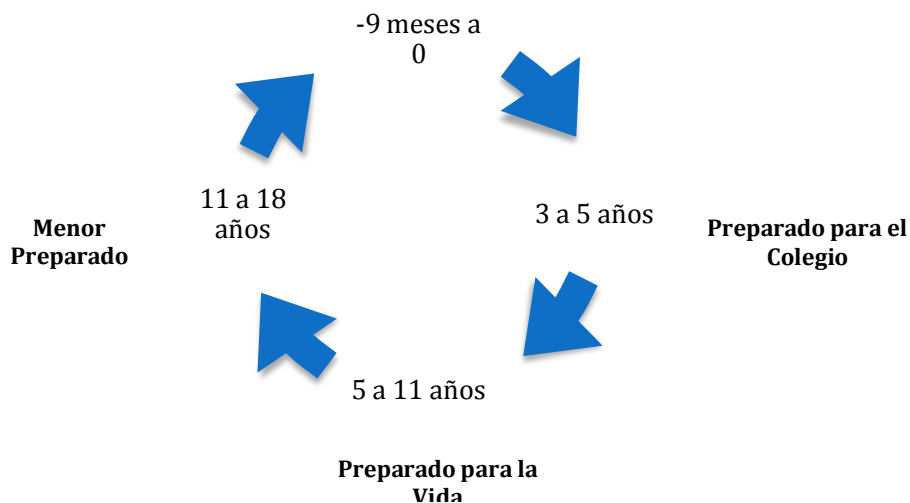 -9 meses a
0
11 a 18
años
3 a 5 años
Menor
Preparado
Preparado para el
Colegio
5 a 11 años
Preparado para la
Vida